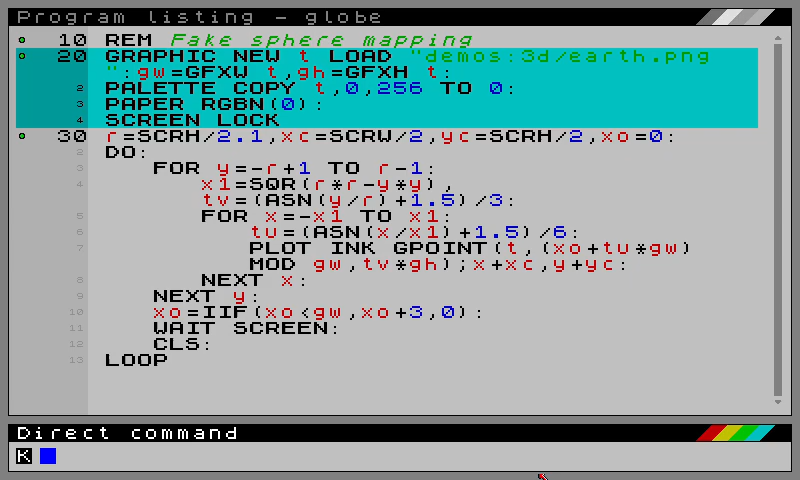 Program listing - globe
10 REM Fake sphere mapping
20 GRAPHIC NEW t LOAD "demos:3d/earth.png
":gw=GFXW t,gh=GFXH t:
2 PALETTE COPY t,0,256 TO 0:
3 PAPER RGBN(0):
4 SCREEN LOCK
30 r=SCRH/2.1,xc=SCRW/2,yc=SCRH/2,xo=0:
2 DO:
3 FOR y=-r+1 TO r-1:
4 x1=SQR(r*r-y*y),
tv=(ASN(y/r)+1.5)/3:
5 FOR x=-x1 TO x1:
6 tu=(ASN(x/x1)+1.5)/6:
7 PLOT INK GPOINT(t,(xo+tu*gw)
MOD gw,tv*gh);x+xc,y+yc:
8 NEXT x:
9 NEXT y:
10 xo=IIF(xo<gw,xo+3,0):
11 WAIT SCREEN:
12 CLS:
13 LOOP
Direct command
K